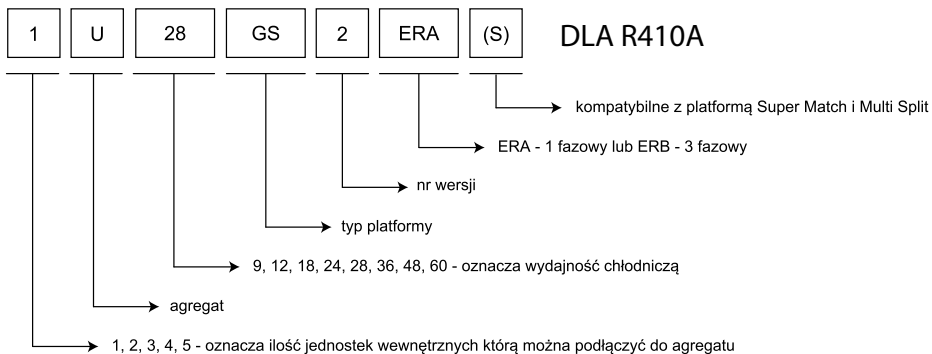 1 U 28 GS 2 ERA (S) DLA R410A
kompatybilne z platformą Super Match i Multi Split
ERA - 1 fazowy lub ERB - 3 fazowy
nr wersji
typ platformy
9, 12, 18, 24, 28, 36, 48, 60 - oznacza wydajność chłodniczą
agregat
1, 2, 3, 4, 5 - oznacza ilość jednostek wewnętrznych którą można podłączyć do agregatu